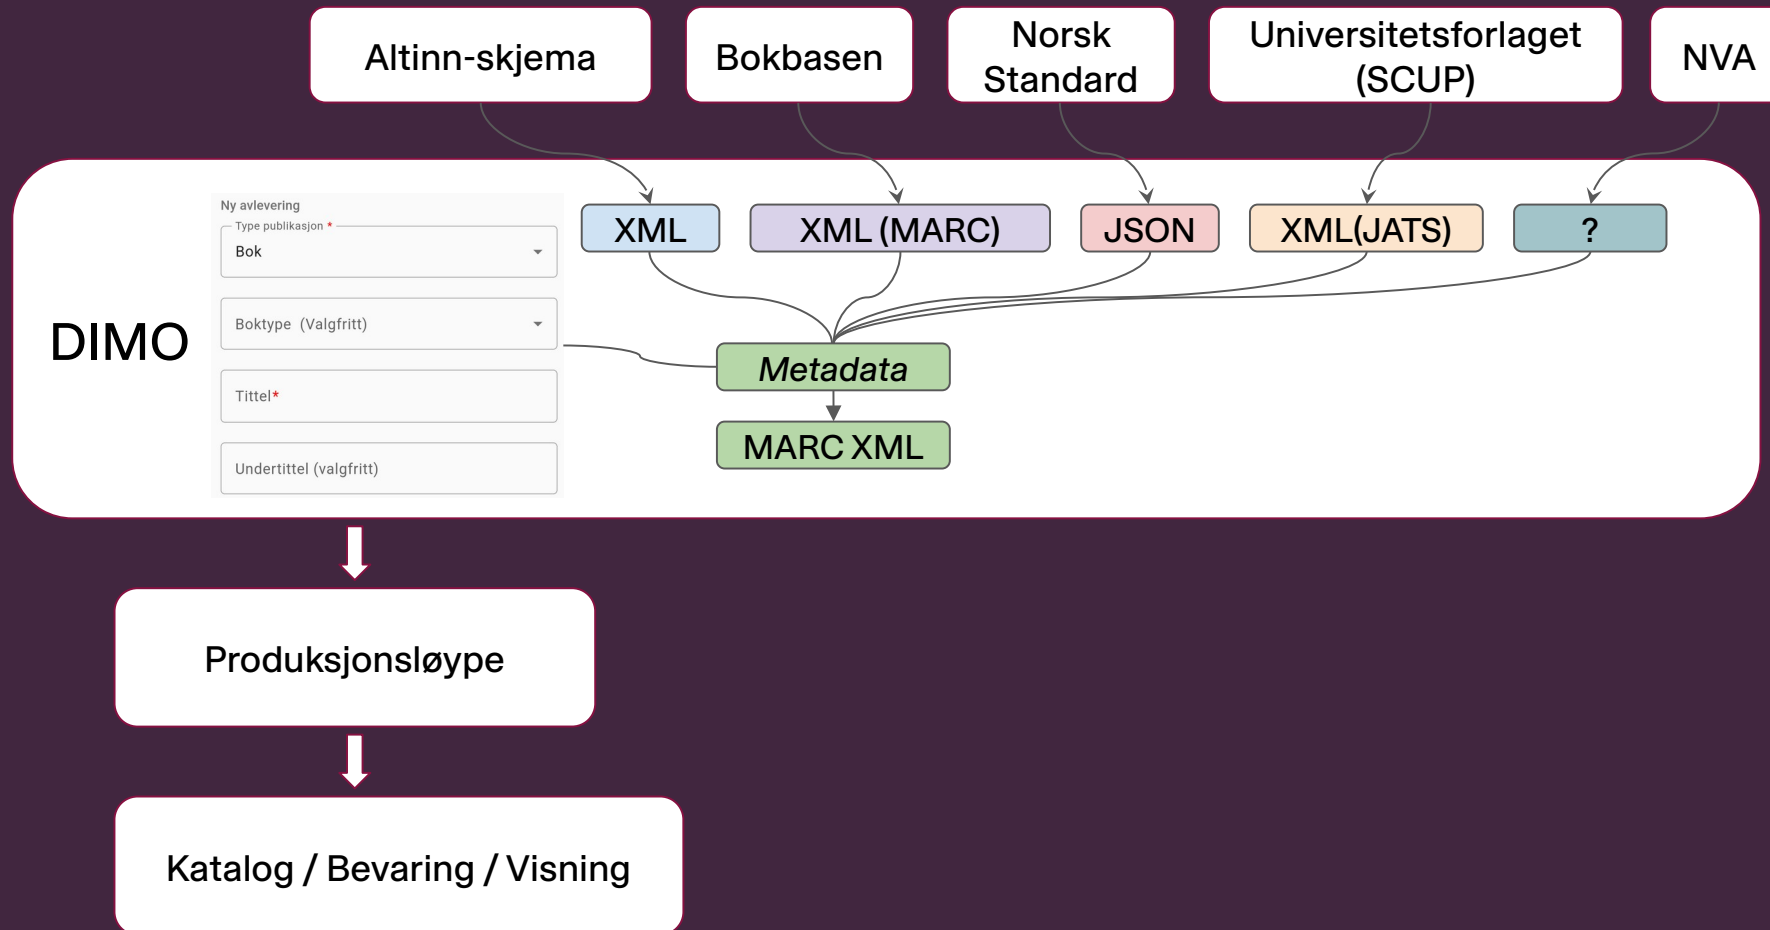 Altinn-skjema
Bokbasen
Norsk
Standard
Universitetsforlaget
(SCUP)
NVA
DIMO
Ny avlevering
Type publikasjon *
Bok
Boktype (Valgfritt)
Tittel*
Undertittel (valgfritt)
XML
XML (MARC)
JSON
XML(JATS)
?
Metadata
MARC XML
Produksjonsløype
Katalog / Bevaring / Visning